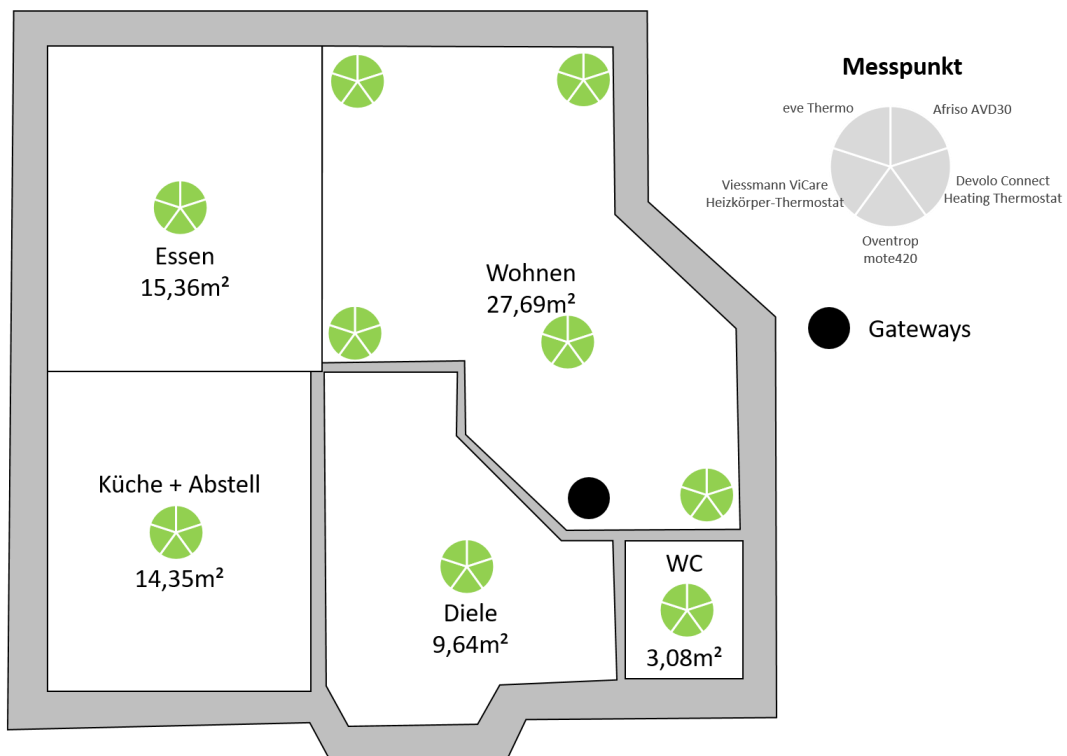 Messpunkt
eve Thermo
Afriso AVD30
Viessmann ViCare
Heizkörper-Thermostat
Devolo Connect
Heating Thermostat
Oventrop
mote420
Gateways
Essen
15,36m²
Wohnen
27,69m²
Küche + Abstell
14,35m²
Diele
9,64m²
WC
3,08m²